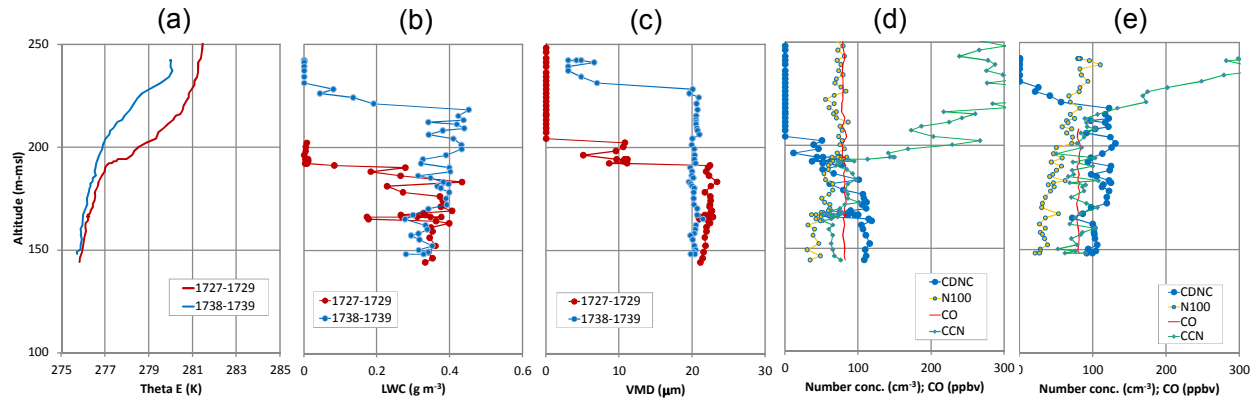 (a)
(b)
(c)
(d)
(e)
Altitude (m-msl)
250
200
150
100
1727-1729
1738-1739
275 277 279 281 283 285
Theta E (K)
1727-1729
1738-1739
0 0.2 0.4 0.6
LWC (g m⁻³)
1727-1729
1738-1739
0 10 20 30
VMD (μm)
CDNC
N100
CO
CCN
0 100 200 300
Number conc. (cm⁻³); CO (ppbv)
CDNC
N100
CO
CCN
0 100 200 300
Number conc. (cm⁻³); CO (ppbv)